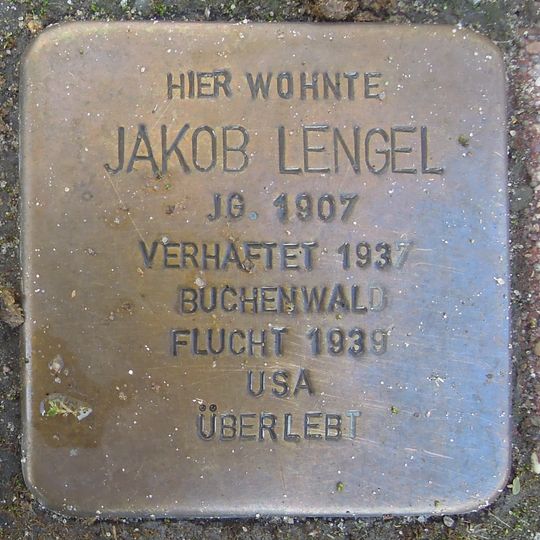 HIER WOHNTE
JAKOB LENGEL
JG. 1907
VERHAFTET 1937
BUCHENWALD
FLUCHT 1939
USA
ÜBERLEBT